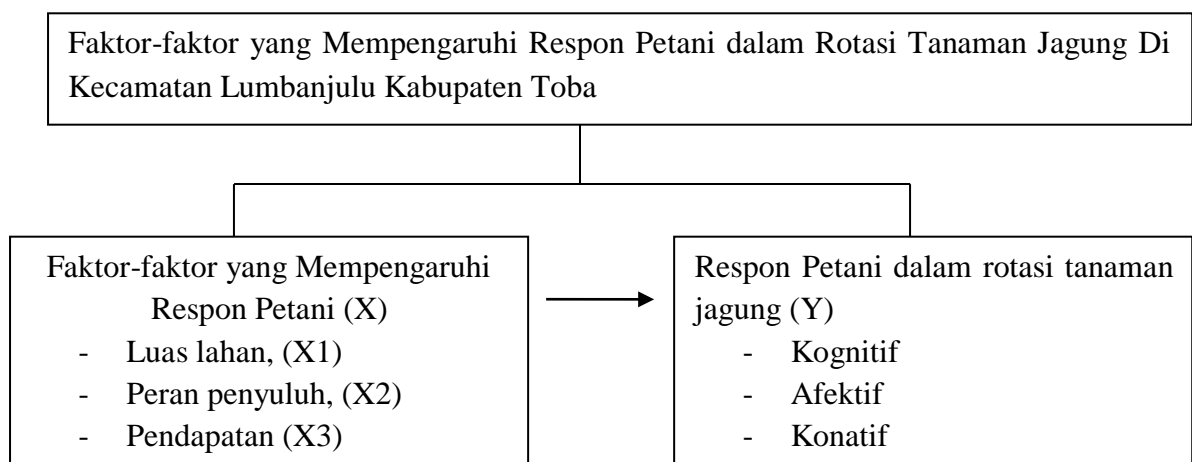 Faktor-faktor yang Mempengaruhi Respon Petani dalam Rotasi Tanaman Jagung Di
Kecamatan Lumbanjulu Kabupaten Toba
Faktor-faktor yang Mempengaruhi
Respon Petani (X)
- Luas lahan, (X1)
- Peran penyuluh, (X2)
- Pendapatan (X3)
Respon Petani dalam rotasi tanaman
jagung (Y)
- Kognitif
- Afektif
- Konatif